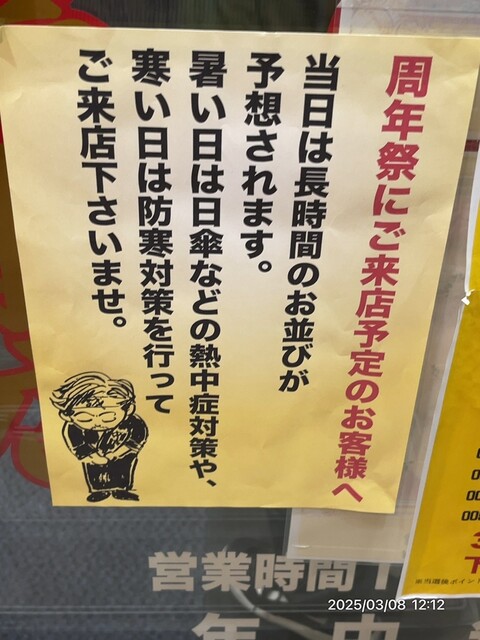 周年祭にご来店予定のお客様へ
当日は長時間のお並びが
予想されます。
暑い日は日傘などの熱中症対策や、
寒い日は防寒対策を行って
ご来店下さいませ。
営業時間
年中
2025/03/08 12:12